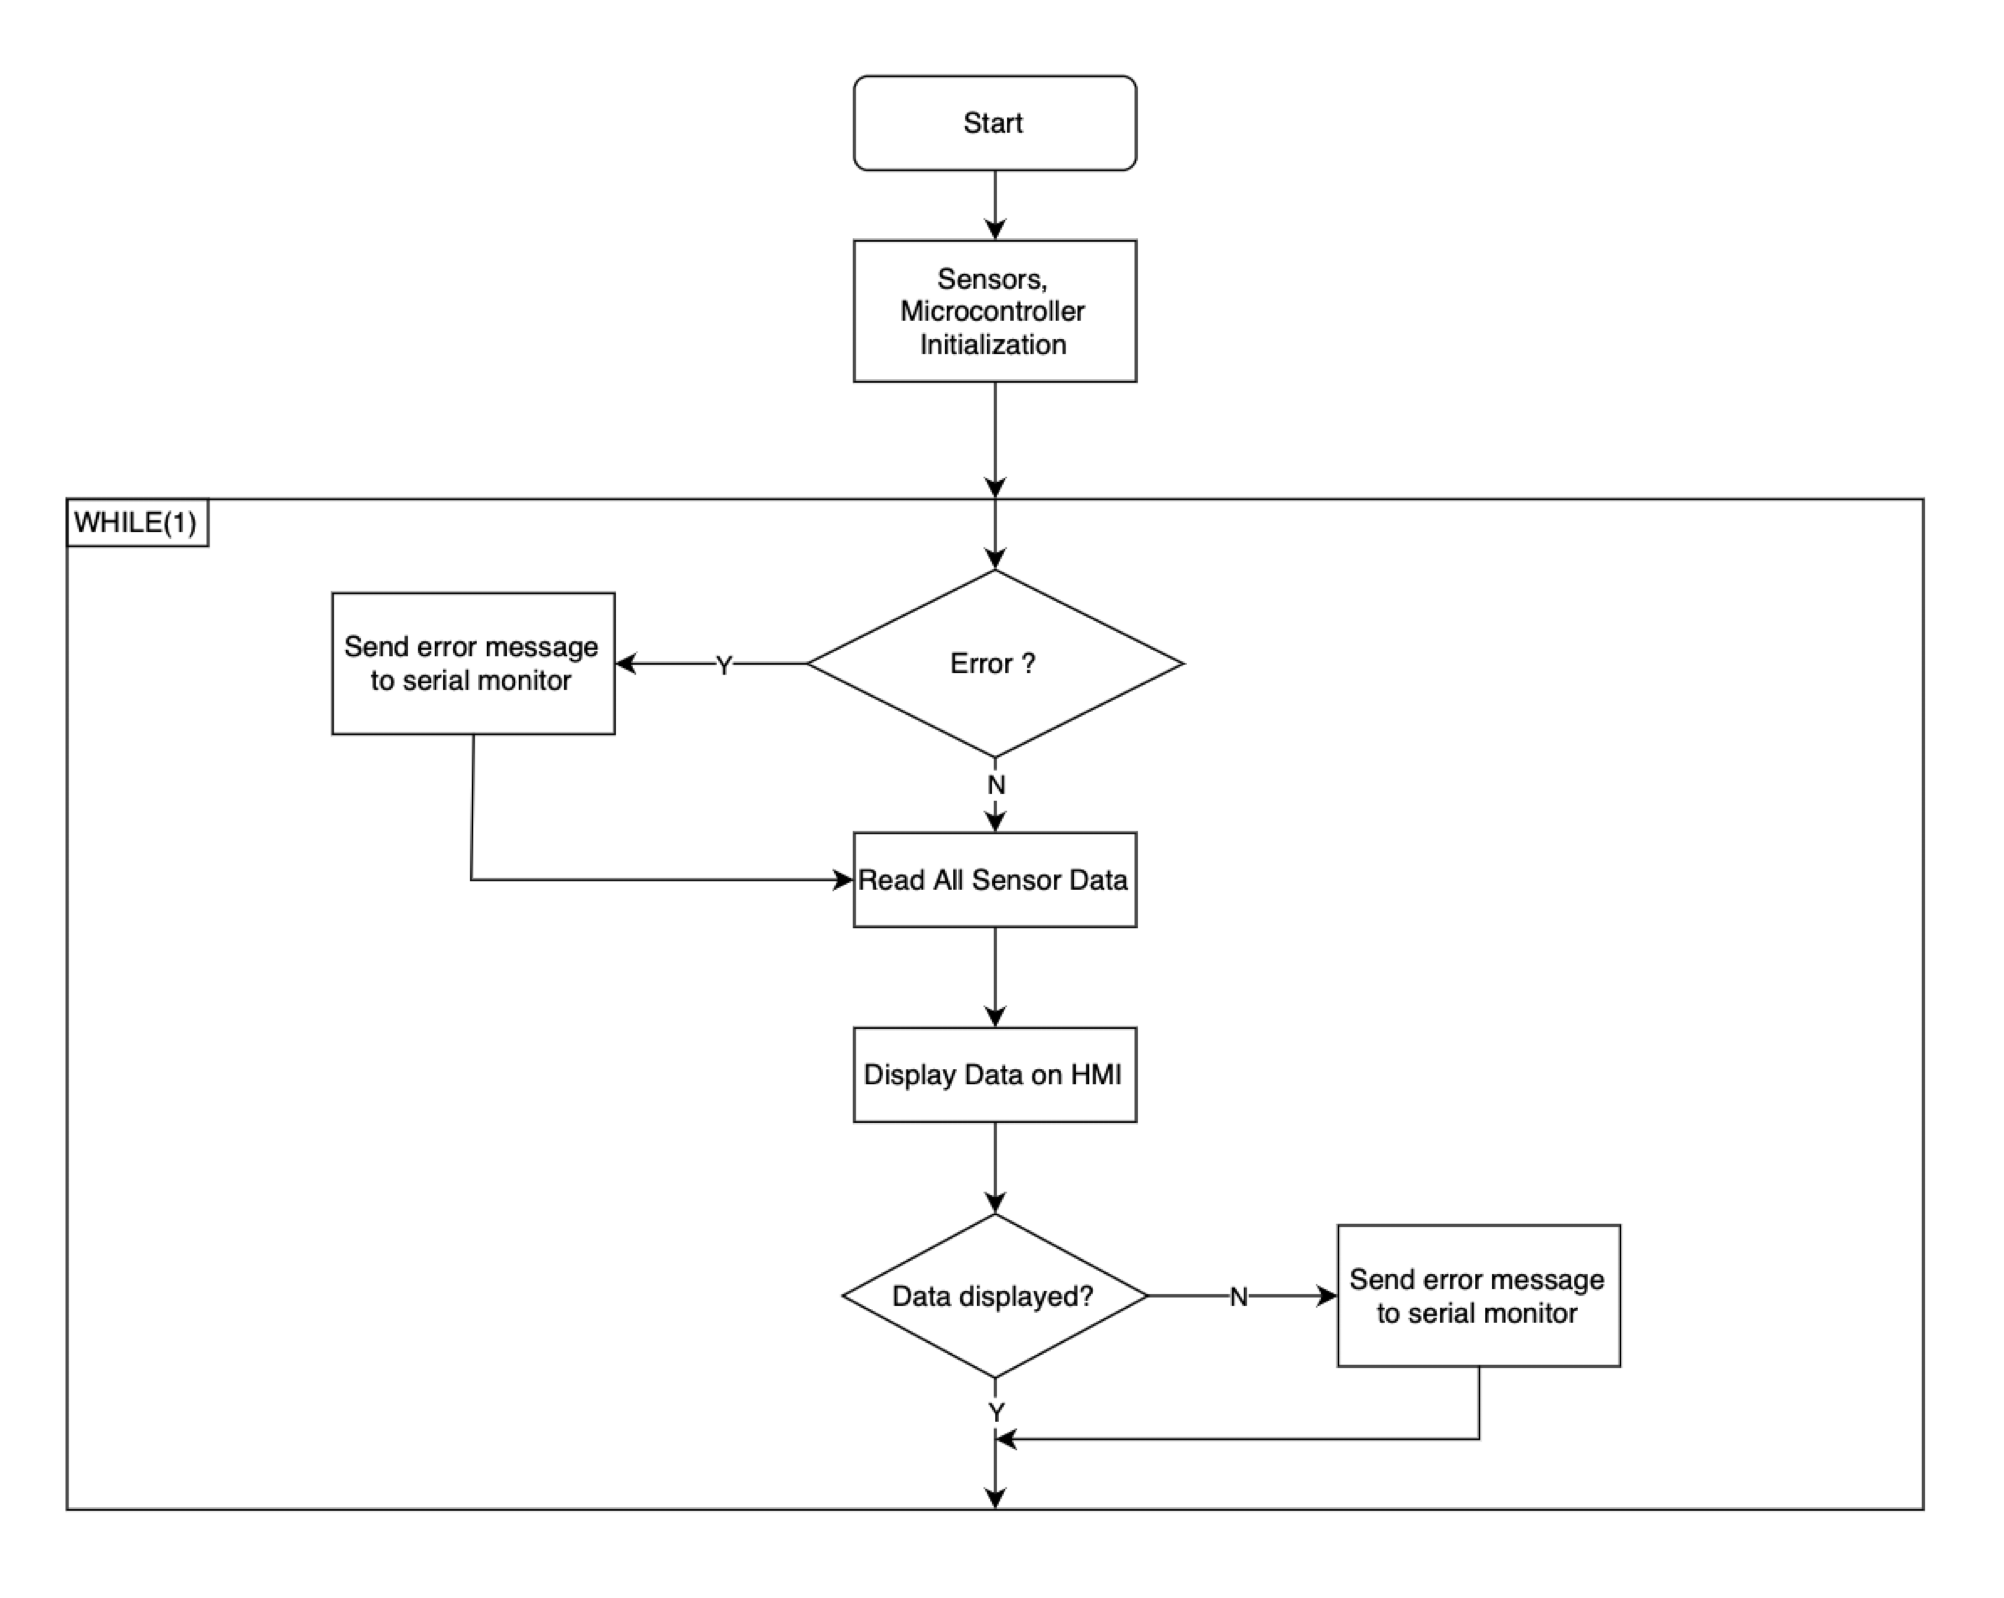 Start
Sensors,
Microcontroller
Initialization
WHILE(1)
Send error message
to serial monitor
Y
Error ?
N
Read All Sensor Data
Display Data on HMI
Data displayed?
N
Send error message
to serial monitor
Y